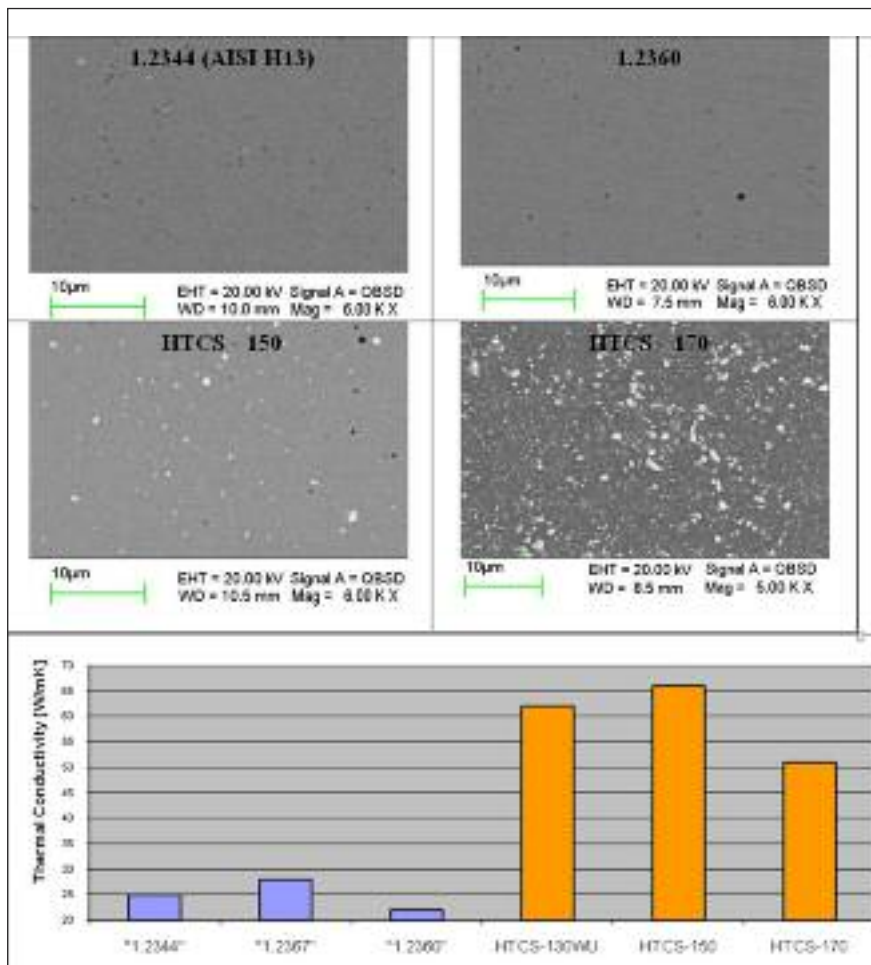 1.2344 (AISI H13)
1.2360
10µm
EHT = 20.00 kV Signal A = QBSD
WD = 10.0 mm Mag = 6.00 K X
10µm
EHT = 20.00 kV Signal A = QBSD
WD = 7.5 mm Mag = 6.00 K X
HTCS - 150
HTCS - 170
10µm
EHT = 20.00 kV Signal A = QBSD
WD = 10.5 mm Mag = 6.00 K X
10µm
EHT = 20.00 kV Signal A = QBSD
WD = 8.5 mm Mag = 5.00 K X
Thermal Conductivity [W/mK]
70
65
60
55
50
45
40
35
30
25
20
"1.2344"
"1.2367"
"1.2360"
HTCS-130WU
HTCS-150
HTCS-170